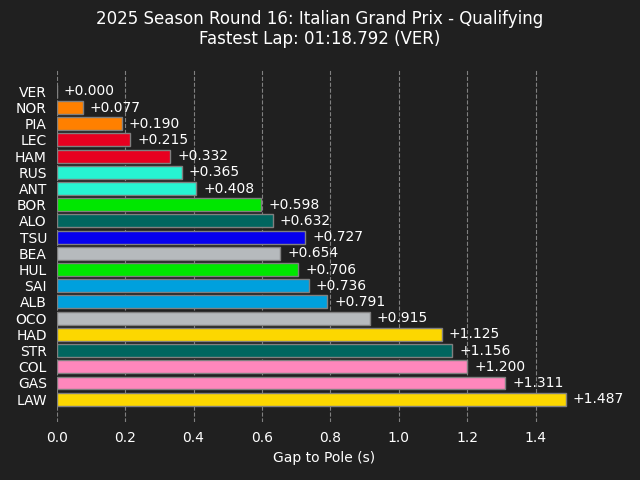 2025 Season Round 16: Italian Grand Prix - Qualifying
Fastest Lap: 01:18.792 (VER)
VER +0.000
NOR +0.077
PIA +0.190
LEC +0.215
HAM +0.332
RUS +0.365
ANT +0.408
BOR +0.598
ALO +0.632
TSU +0.727
BEA +0.654
HUL +0.706
SAI +0.736
ALB +0.791
OCO +0.915
HAD +1.125
STR +1.156
COL +1.200
GAS +1.311
LAW +1.487
0.0 0.2 0.4 0.6 0.8 1.0 1.2 1.4
Gap to Pole (s)